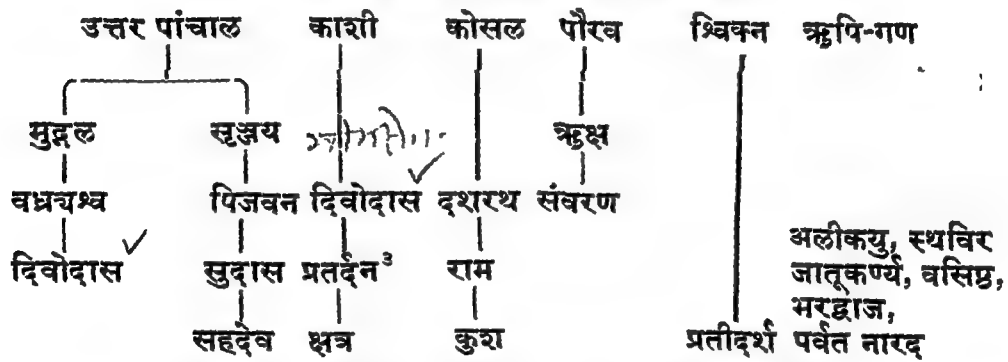 उत्तर पांचाल काशी कोसल पौरव श्विक्न ऋषि-गण
मुद्गल सृञ्जय ऋक्ष
वध्र्यश्व पिजवन दिवोदास दशरथ संवरण
दिवोदास सुदास प्रतर्दन³ राम अलीकयु, स्थविर
जातूकर्ण्य, वसिष्ठ,
भरद्वाज,
सहदेव क्षत्र कुश प्रतीदर्श पर्वत नारद